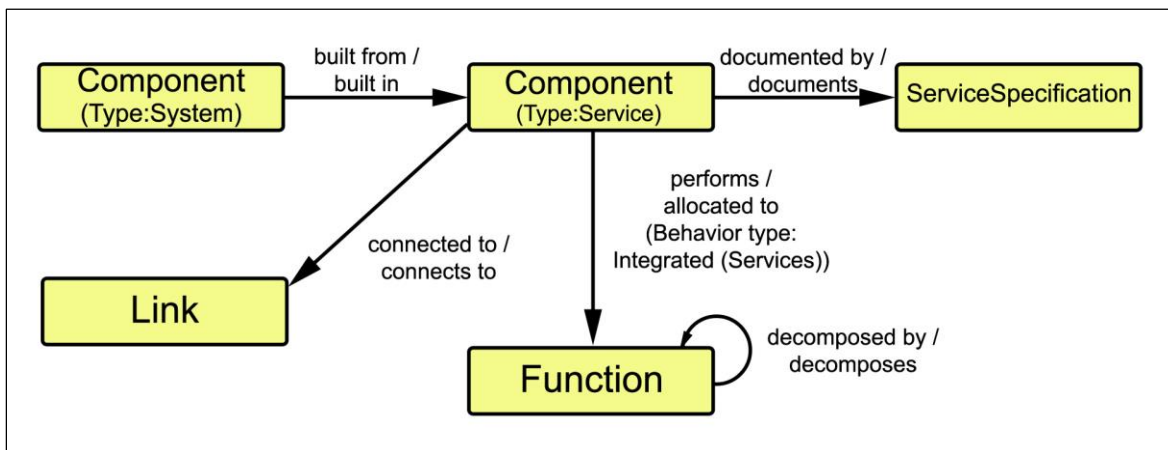 Component
(Type:System)
built from /
built in
Component
(Type:Service)
documented by /
documents
ServiceSpecification
connected to /
connects to
performs /
allocated to
(Behavior type:
Integrated (Services))
Link
Function
decomposed by /
decomposes